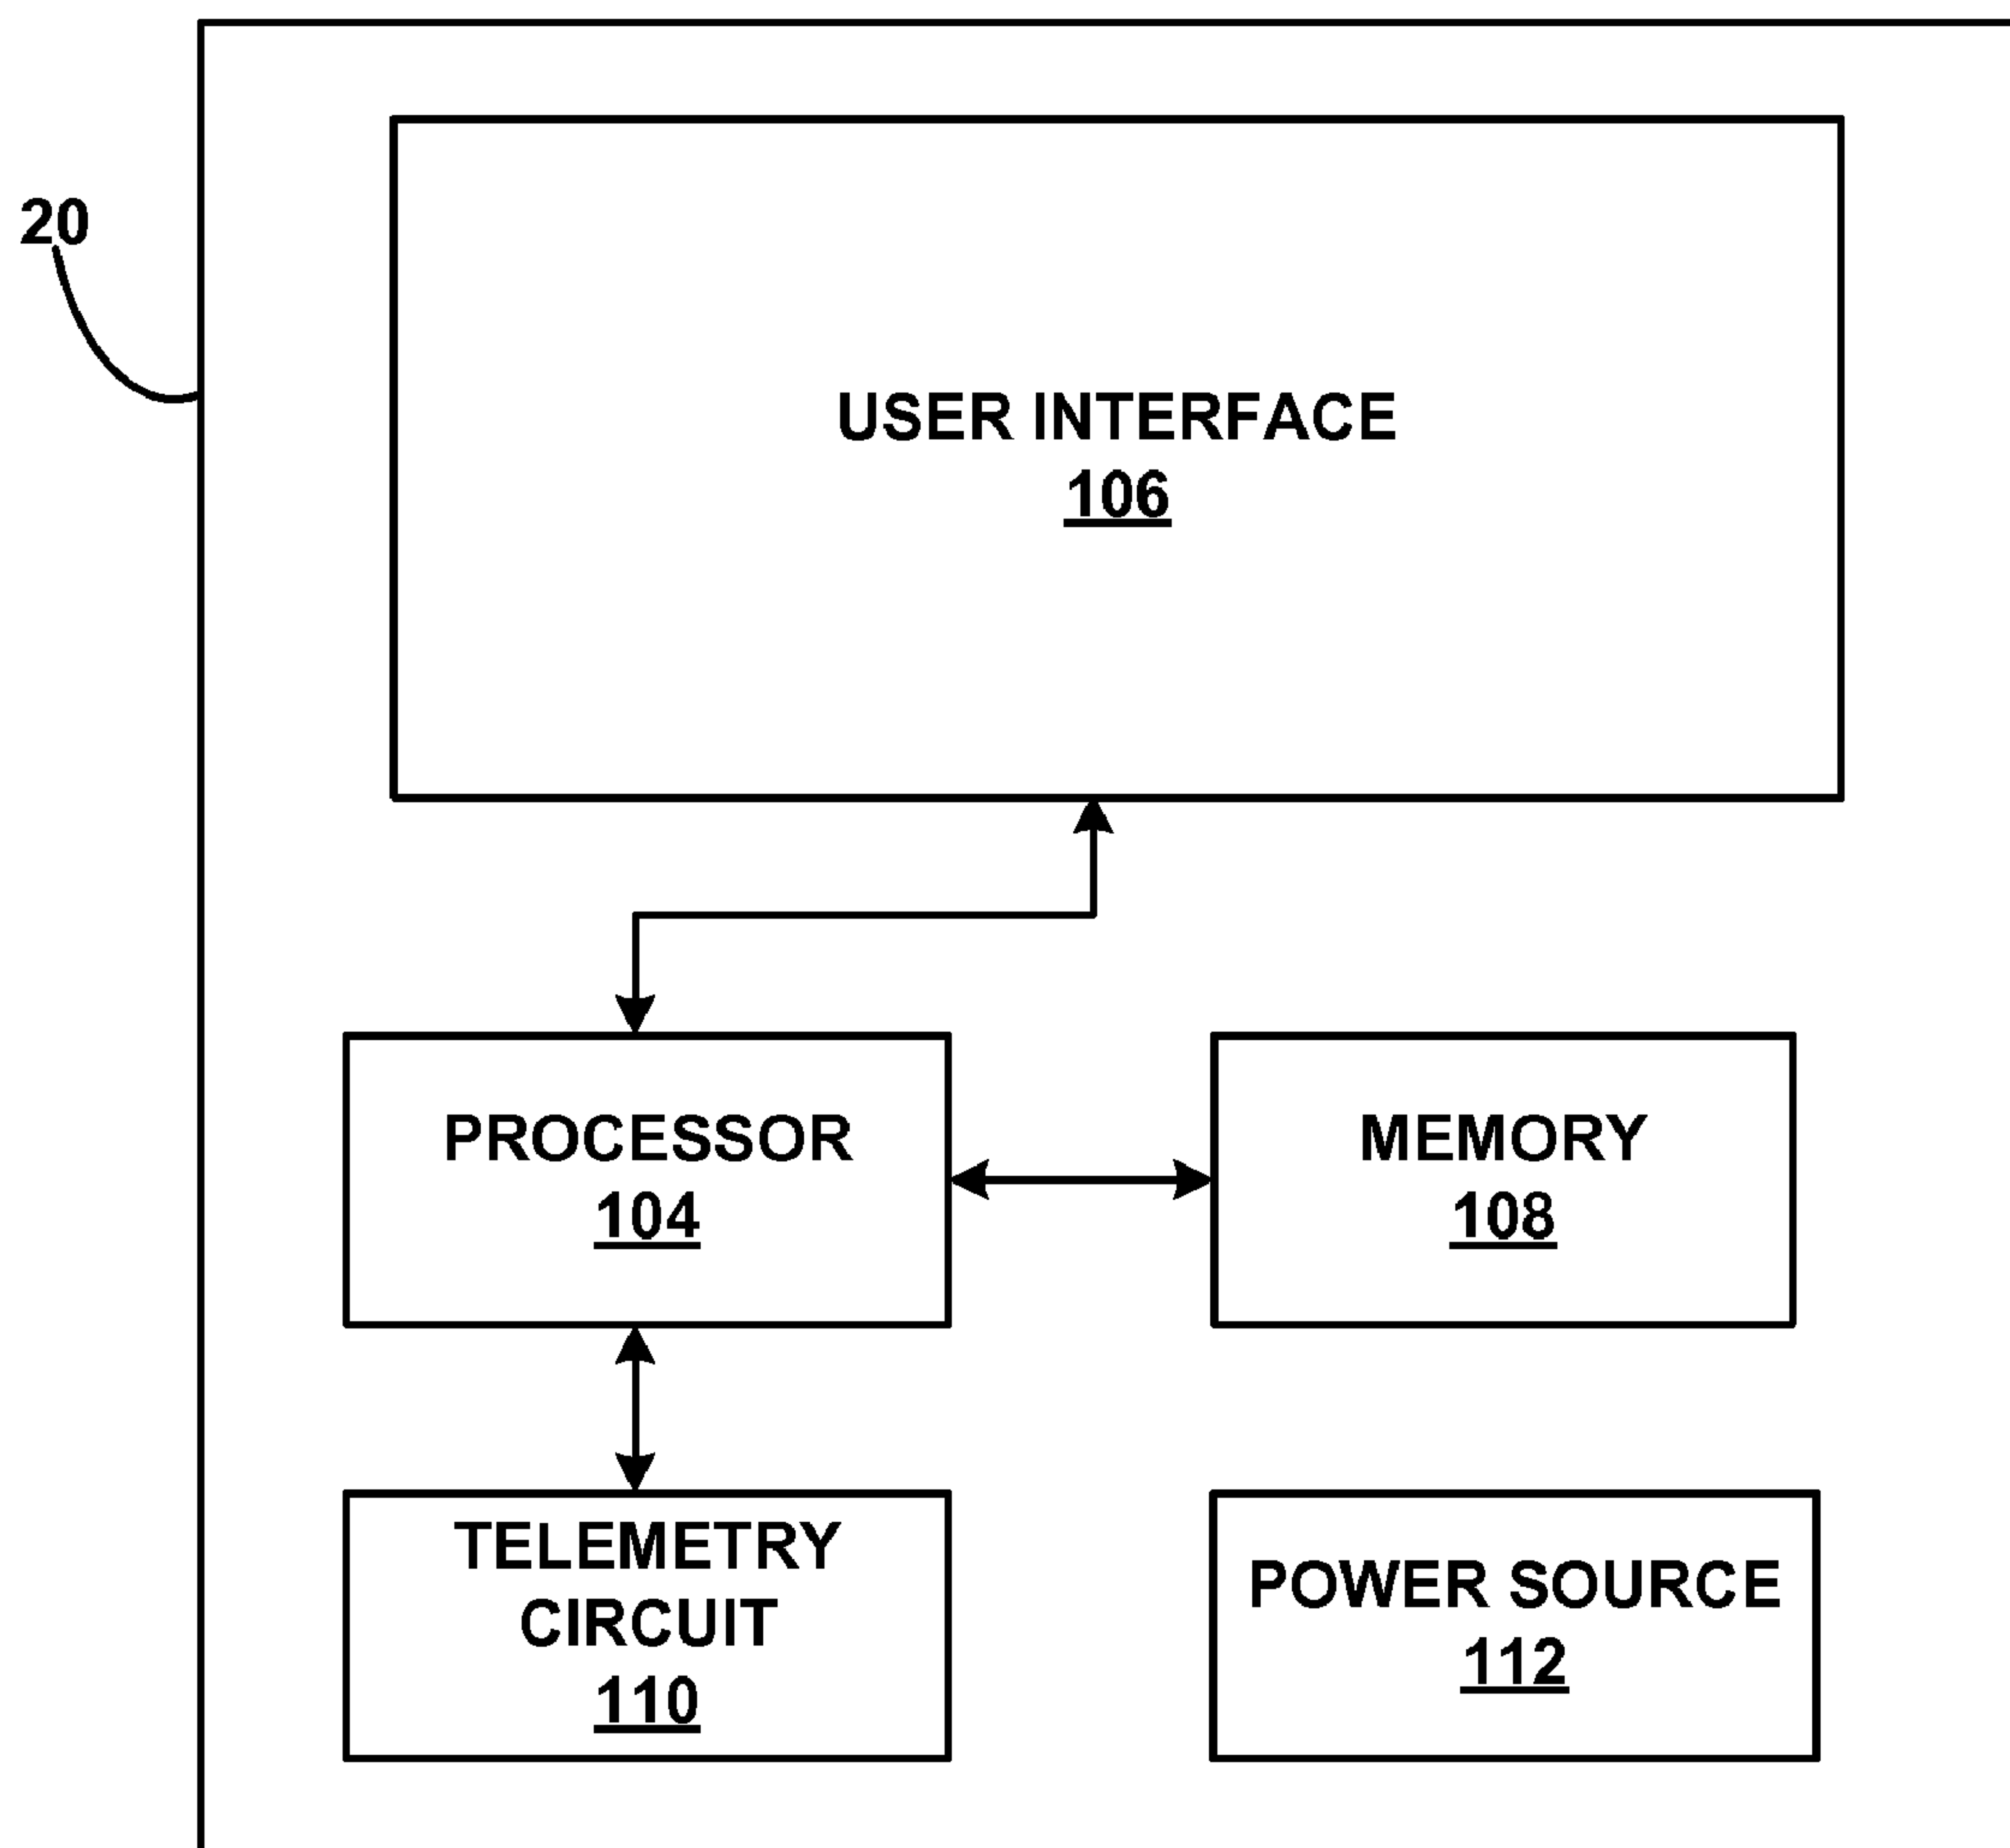 20
USER INTERFACE
106
PROCESSOR
104
MEMORY
108
TELEMETRY
CIRCUIT
110
POWER SOURCE
112